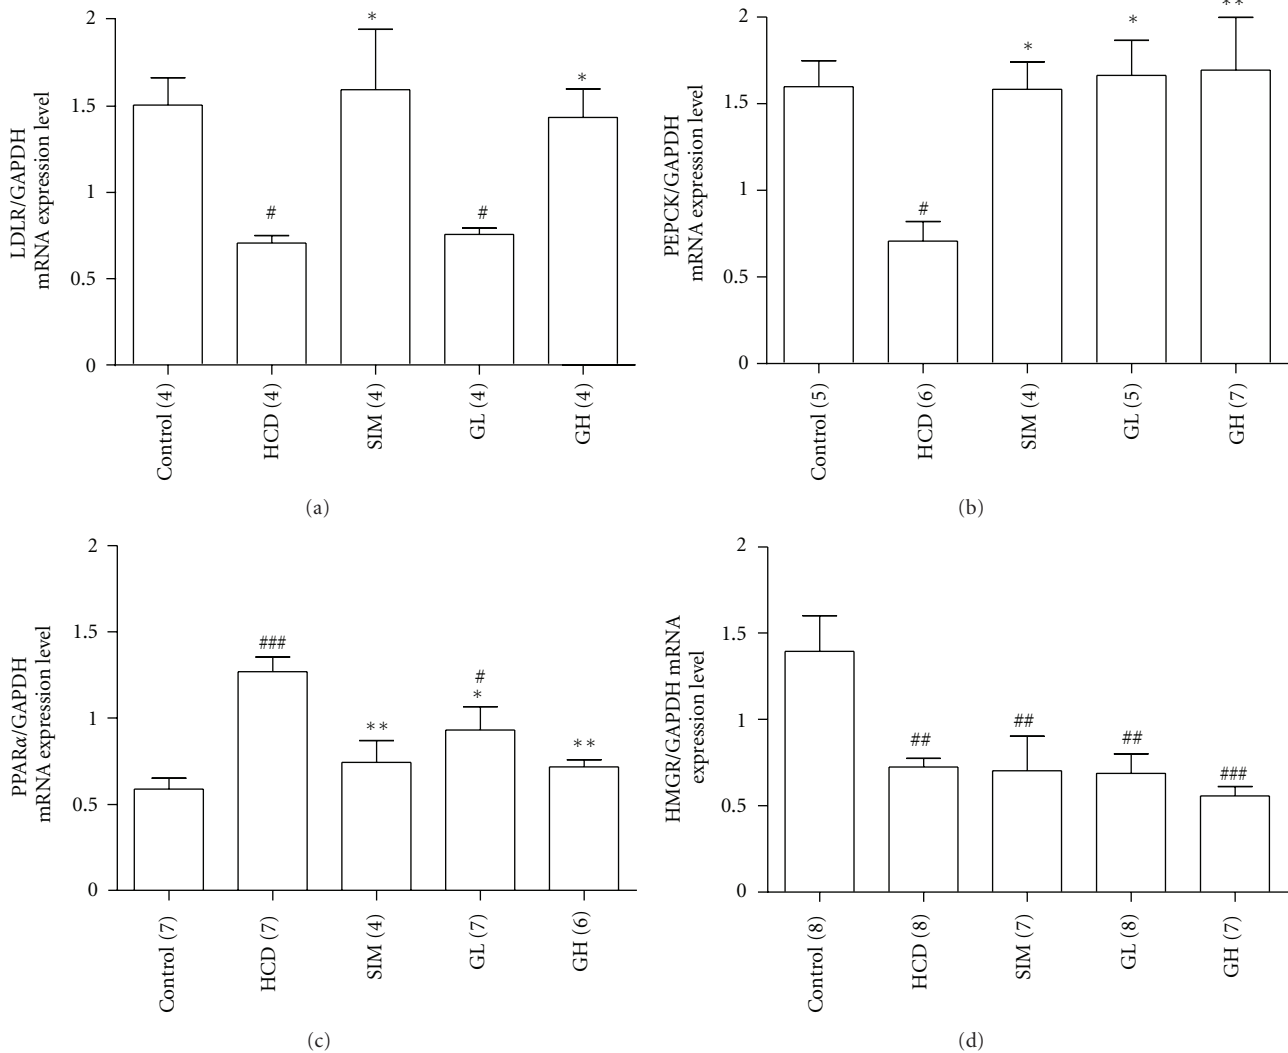 LDLR/GAPDH
mRNA expression level
2
1.5
1
0.5
0
*
#
*
#
*
Control (4)
HCD (4)
SIM (4)
GL (4)
GH (4)
(a)
PEPCK/GAPDH
mRNA expression level
2
1.5
1
0.5
0
#
*
*
**
Control (5)
HCD (6)
SIM (4)
GL (5)
GH (7)
(b)
PPARα/GAPDH
mRNA expression level
2
1.5
1
0.5
0
###
**
#
*
**
Control (7)
HCD (7)
SIM (4)
GL (7)
GH (6)
(c)
HMGR/GAPDH mRNA
expression level
2
1.5
1
0.5
0
##
##
##
###
Control (8)
HCD (8)
SIM (7)
GL (8)
GH (7)
(d)